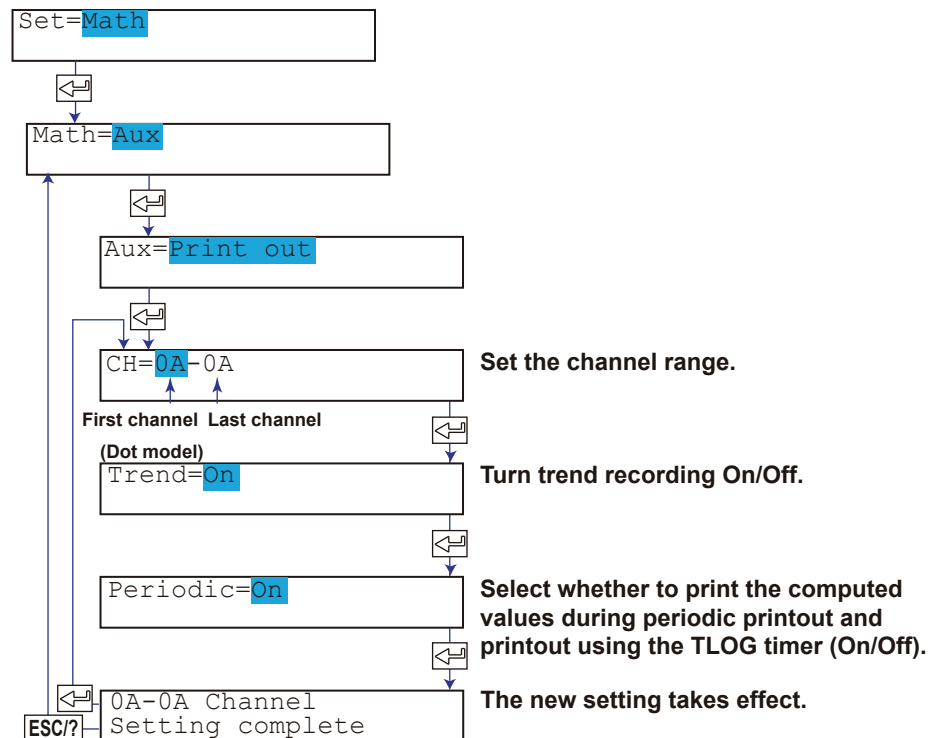 Set=Math
Math=Aux
Aux=Print out
CH=0A-0A
Set the channel range.
First channel Last channel
(Dot model)
Trend=On
Turn trend recording On/Off.
Periodic=On
Select whether to print the computed
values during periodic printout and
printout using the TLOG timer (On/Off).
0A-0A Channel
Setting complete
The new setting takes effect.
ESC/?